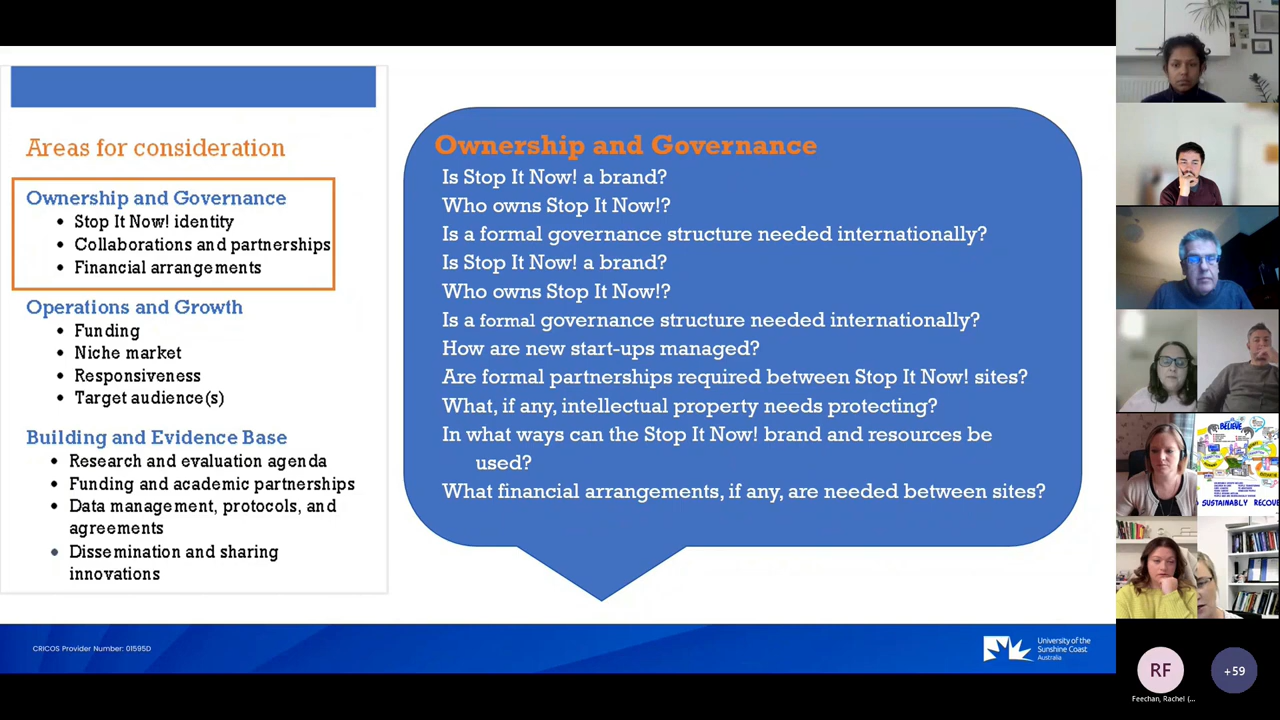 Areas for consideration
Ownership and Governance
• Stop It Now! identity
• Collaborations and partnerships
• Financial arrangements
Operations and Growth
• Funding
• Niche market
• Responsiveness
• Target audience(s)
Building and Evidence Base
• Research and evaluation agenda
• Funding and academic partnerships
• Data management, protocols, and
agreements
• Dissemination and sharing
innovations
Ownership and Governance
Is Stop It Now! a brand?
Who owns Stop It Now!?
Is a formal governance structure needed internationally?
Is Stop It Now! a brand?
Who owns Stop It Now!?
Is a formal governance structure needed internationally?
How are new start-ups managed?
Are formal partnerships required between Stop It Now! sites?
What, if any, intellectual property needs protecting?
In what ways can the Stop It Now! brand and resources be
used?
What financial arrangements, if any, are needed between sites?
CRICOS Provider Number: 01595D
University of the
Sunshine Coast
Australia
BELIEVE
SUSTAINABLY RECOVE
RF
+59
Feechan, Rachel (...